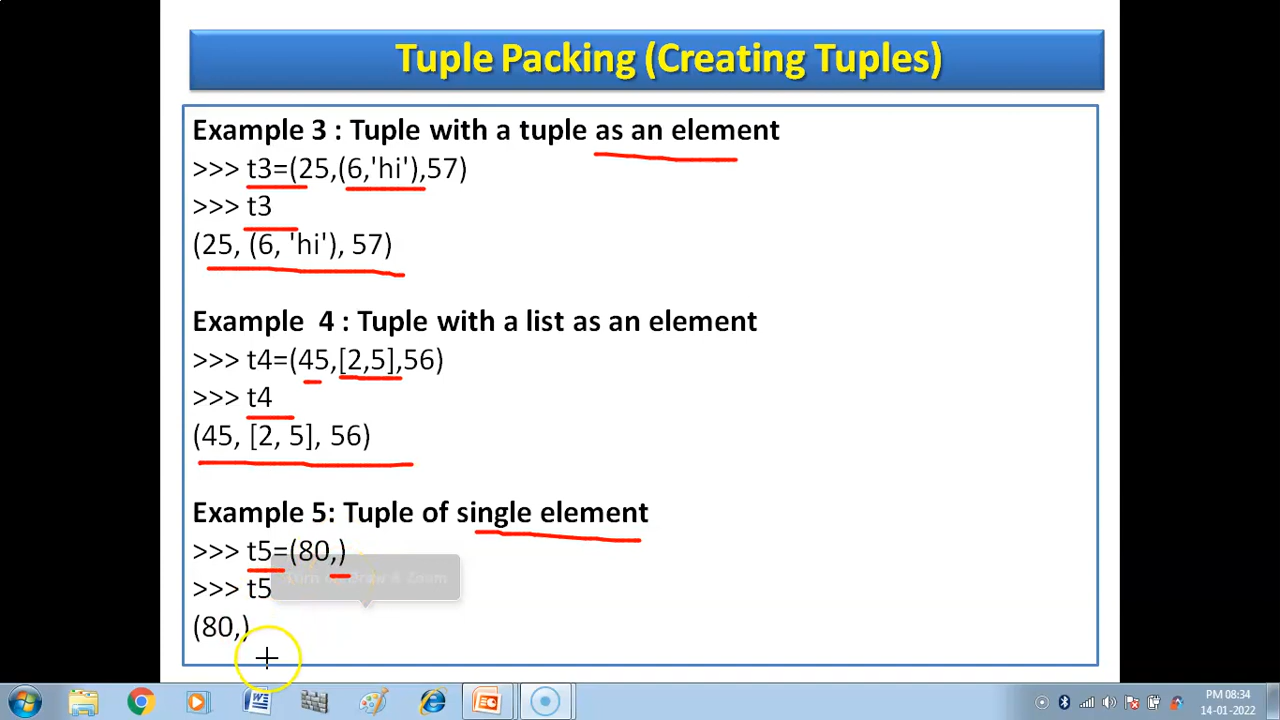 Tuple Packing (Creating Tuples)
Example 3 : Tuple with a tuple as an element
>>> t3=(25,(6,'hi'),57)
>>> t3
(25, (6, 'hi'), 57)
Example  4 : Tuple with a list as an element
>>> t4=(45,[2,5],56)
>>> t4
(45, [2, 5], 56)
Example 5: Tuple of single element
>>> t5=(80,)
>>> t5
(80,)
PM 08:34
14-01-2022